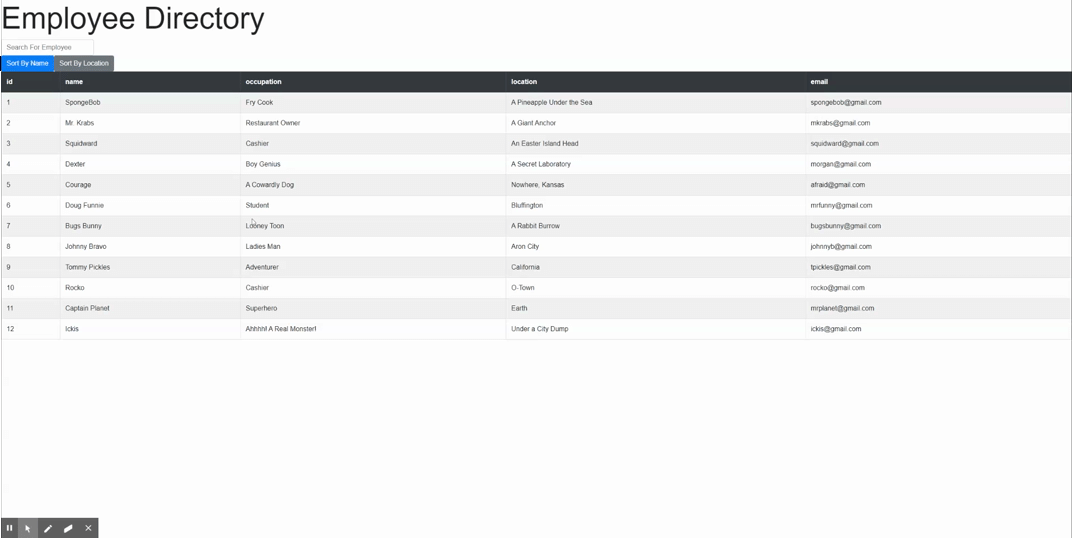 Employee Directory
Search For Employee
Sort By Name Sort By Location
id name occupation location email
1 SpongeBob Fry Cook A Pineapple Under the Sea spongebob@gmail.com
2 Mr. Krabs Restaurant Owner A Giant Anchor mkrabs@gmail.com
3 Squidward Cashier An Easter Island Head squidward@gmail.com
4 Dexter Boy Genius A Secret Laboratory morgan@gmail.com
5 Courage A Cowardly Dog Nowhere, Kansas afraid@gmail.com
6 Doug Funnie Student Bluffington mrfunny@gmail.com
7 Bugs Bunny Looney Toon A Rabbit Burrow bugsbunny@gmail.com
8 Johnny Bravo Ladies Man Aron City johnnyb@gmail.com
9 Tommy Pickles Adventurer California tpickles@gmail.com
10 Rocko Cashier O-Town rocko@gmail.com
11 Captain Planet Superhero Earth mrplanet@gmail.com
12 Ickis Ahhhh! A Real Monster! Under a City Dump ickis@gmail.com